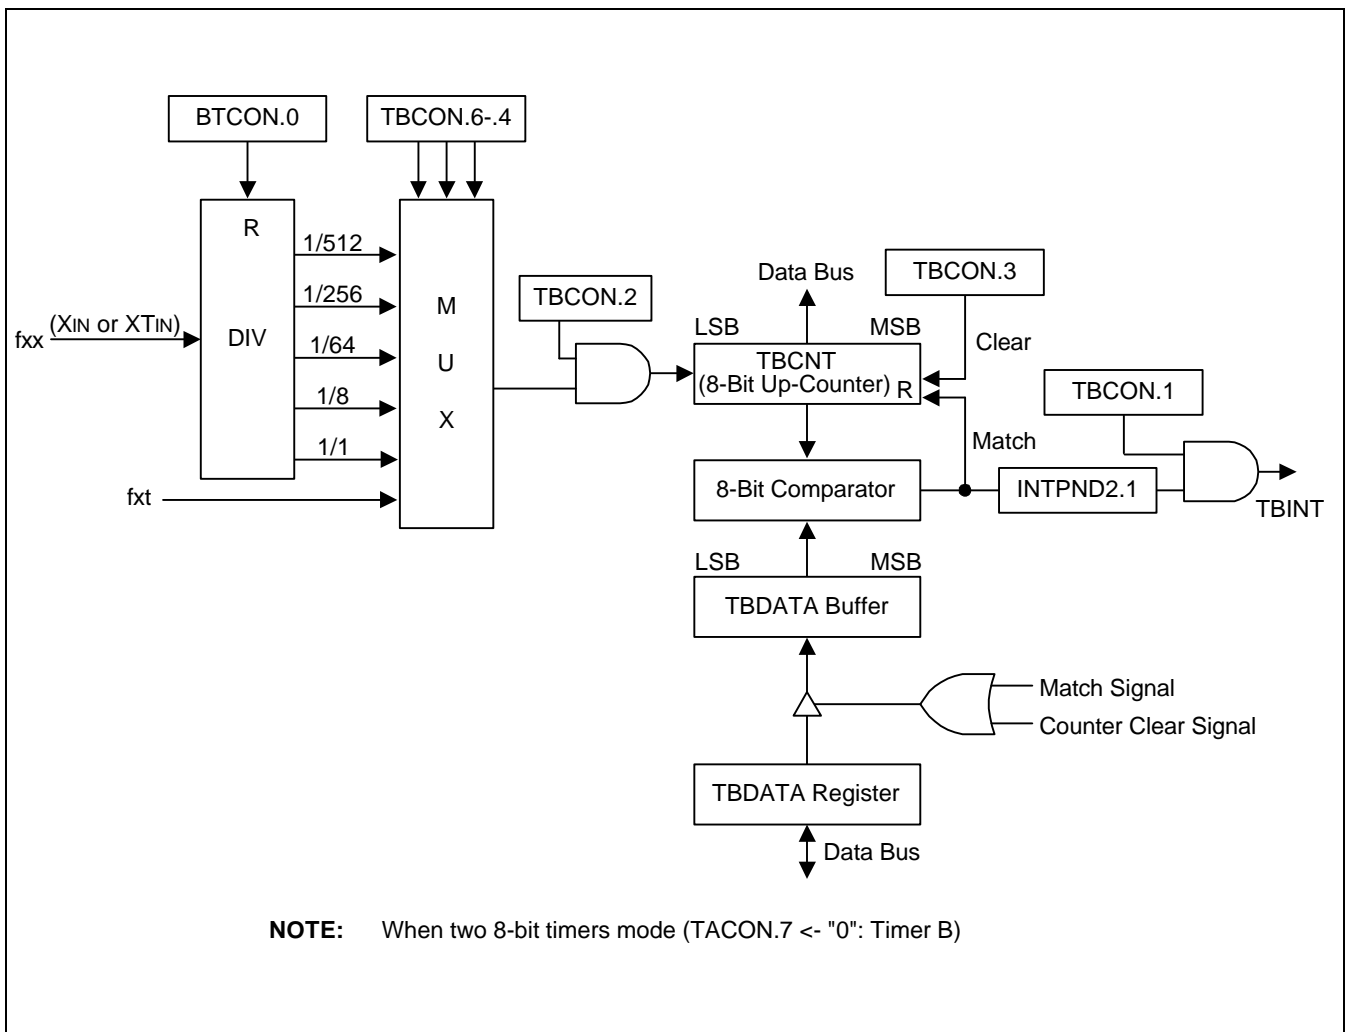 BTCON.0
TBCON.6-.4
R
1/512
1/256
1/64
1/8
1/1
fxx
(XIN or XTIN)
DIV
M
U
X
fxt
TBCON.2
Data Bus
TBCON.3
LSB
MSB
Clear
TBCNT
(8-Bit Up-Counter)
R
TBCON.1
Match
8-Bit Comparator
INTPND2.1
TBINT
LSB
MSB
TBDATA Buffer
Match Signal
Counter Clear Signal
TBDATA Register
Data Bus
NOTE: When two 8-bit timers mode (TACON.7 <- "0": Timer B)